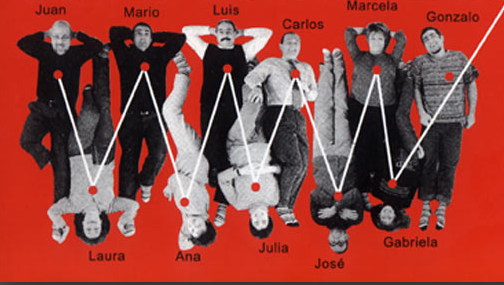 Juan
Mario
Luis
Carlos
Marcela
Gonzalo
Laura
Ana
Julia
José
Gabriela